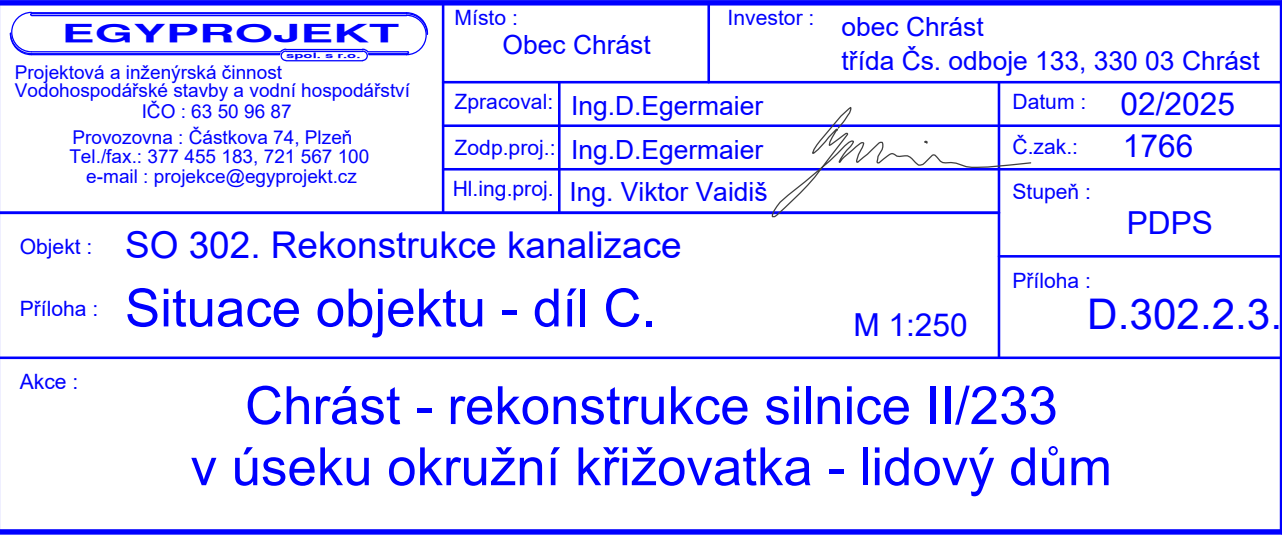 EGYPROJEKT
spol. s r.o.
Projektová a inženýrská činnost
Vodohospodářské stavby a vodní hospodářství
IČO : 63 50 96 87
Provozovna : Částkova 74, Plzeň
Tel./fax.: 377 455 183, 721 567 100
e-mail : projekce@egyprojekt.cz
Místo :
Obec Chrást
Investor :
obec Chrást
třída Čs. odboje 133, 330 03 Chrást
Zpracoval: Ing.D.Egermaier
Datum : 02/2025
Zodp.proj.: Ing.D.Egermaier
Č.zak.: 1766
Hl.ing.proj. Ing. Viktor Vaidiš
Stupeň :
PDPS
Objekt : SO 302. Rekonstrukce kanalizace
Příloha : Situace objektu - díl C. M 1:250
Příloha :
D.302.2.3.
Akce :
Chrást - rekonstrukce silnice II/233
v úseku okružní křižovatka - lidový dům